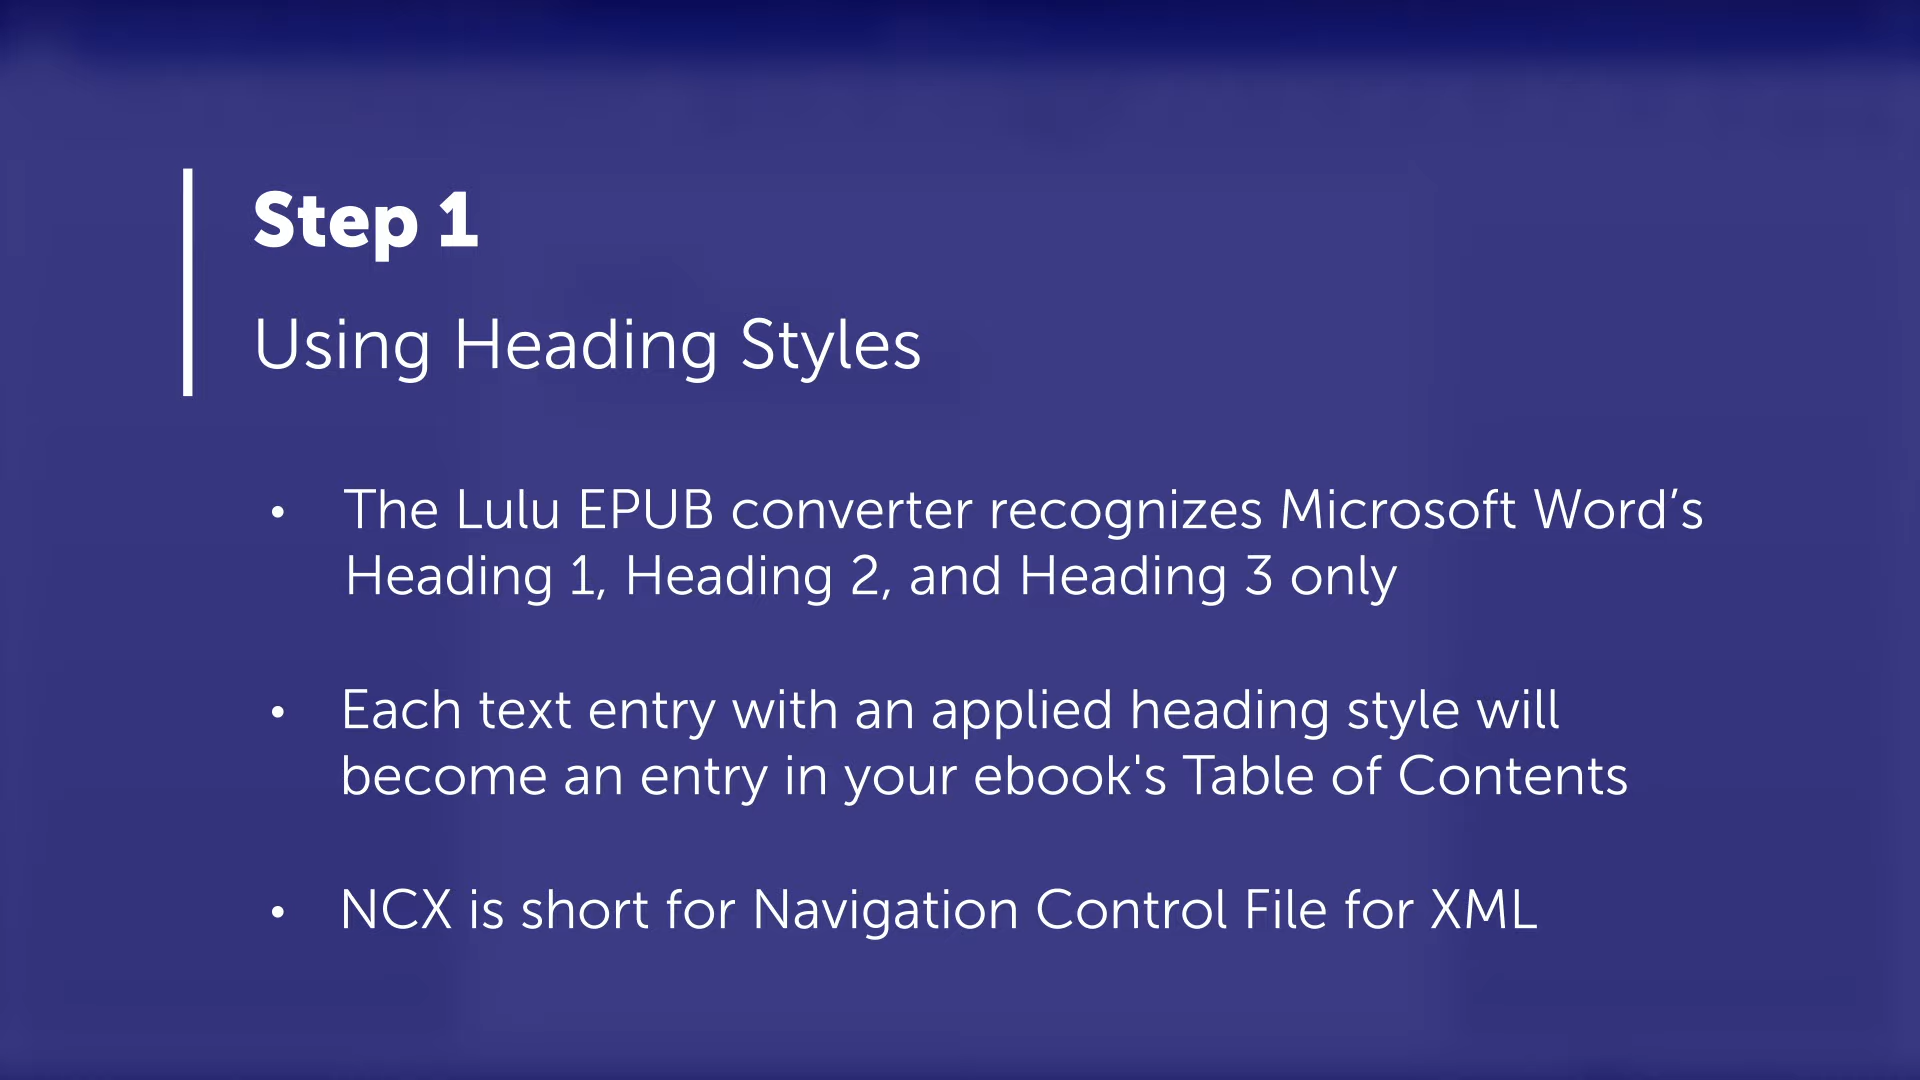 Step 1
Using Heading Styles
• The Lulu EPUB converter recognizes Microsoft Word’s
Heading 1, Heading 2, and Heading 3 only
• Each text entry with an applied heading style will
become an entry in your ebook's Table of Contents
• NCX is short for Navigation Control File for XML